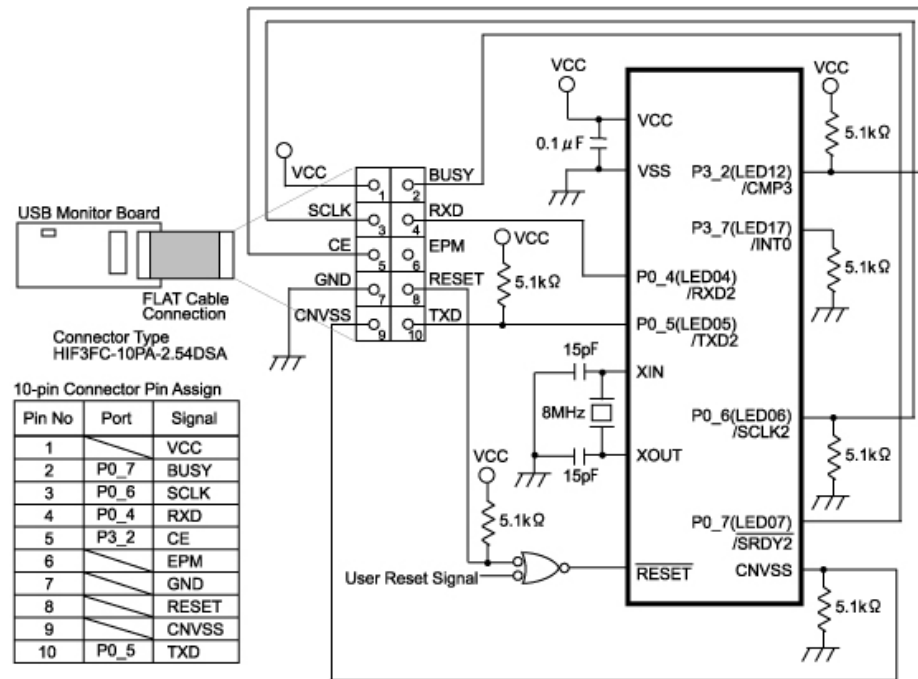 VCC
VCC
VCC
5.1kΩ
0.1μF
VCC
VSS
P3_2(LED12)
/CMP3
BUSY
VCC
1
2
SCLK
RXD
3
4
P3_7(LED17)
/INT0
USB Monitor Board
CE
EPM
5
6
VCC
5.1kΩ
5.1kΩ
GND
RESET
7
8
P0_4(LED04)
/RXD2
FLAT Cable
Connection
CNVSS
TXD
9
10
P0_5(LED05)
/TXD2
Connector Type
HIF3FC-10PA-2.54DSA
15pF
XIN
8MHz
P0_6(LED06)
/SCLK2
XOUT
15pF
5.1kΩ
10-pin Connector Pin Assign
Pin No Port Signal
1 VCC
2 P0_7 BUSY
3 P0_6 SCLK
4 P0_4 RXD
5 P3_2 CE
6 EPM
7 GND
8 RESET
9 CNVSS
10 P0_5 TXD
VCC
5.1kΩ
P0_7(LED07)
/SRDY2
User Reset Signal
RESET
CNVSS
5.1kΩ